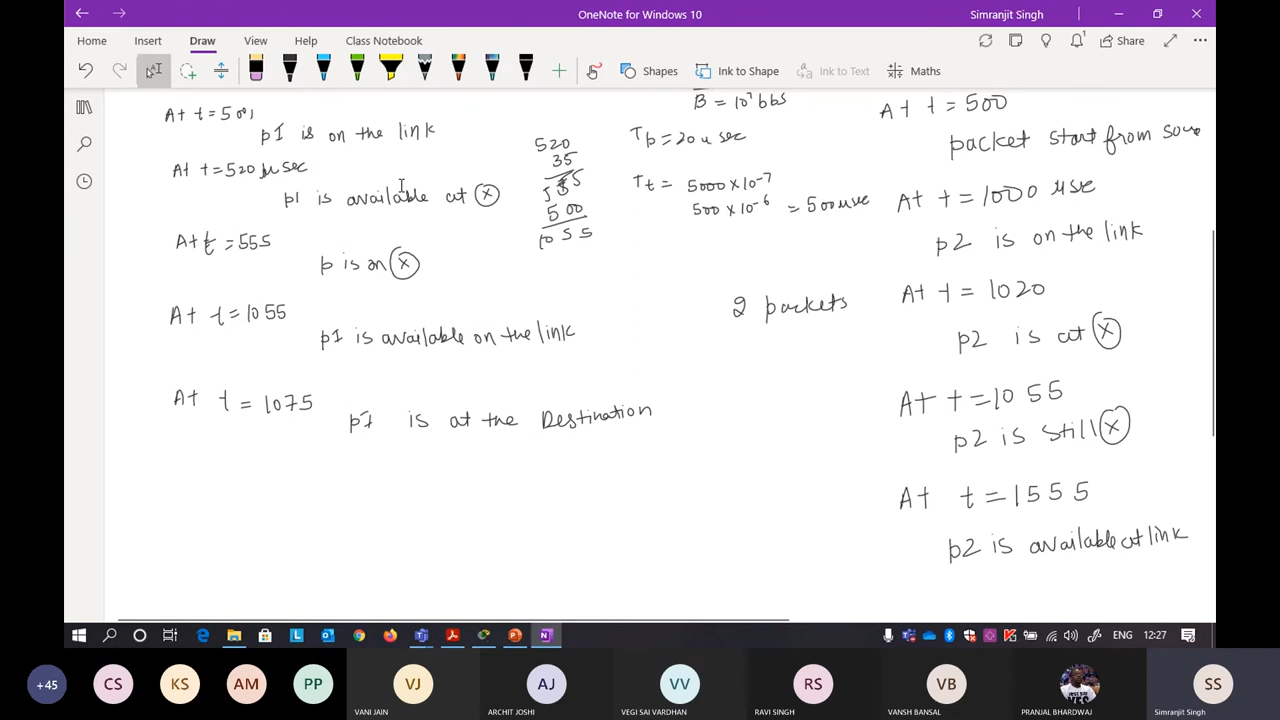 OneNote for Windows 10
Simranjit Singh
Home Insert Draw View Help Class Notebook
Share
Shapes Ink to Shape Ink to Text Maths
At t = 500
p1 is on the link
At t = 520 μsec
p1 is available at X
At t = 555
p is on X
At t = 1055
p1 is available on the link
At t = 1075
p1 is at the Destination
520
35
555
500
1055
B = 10^7 bbs
Tp = 20 u sec
Tt = 5000 x 10^-7
500 x 10^-6 = 500 usec
2 packets
At t = 500
packet start from
At t = 1000 μsec
p2 is on the link
At t = 1020
p2 is at X
At t = 1055
p2 is still X
At t = 1555
p2 is available at link
ENG 12:27
+45 CS KS AM PP VJ AJ VV RS VB SS
VANI JAIN ARCHIT JOSHI VEGI SAI VARDHAN RAVI SINGH VANSH BANSAL PRANJAL BHARDWAJ Simranjit Singh